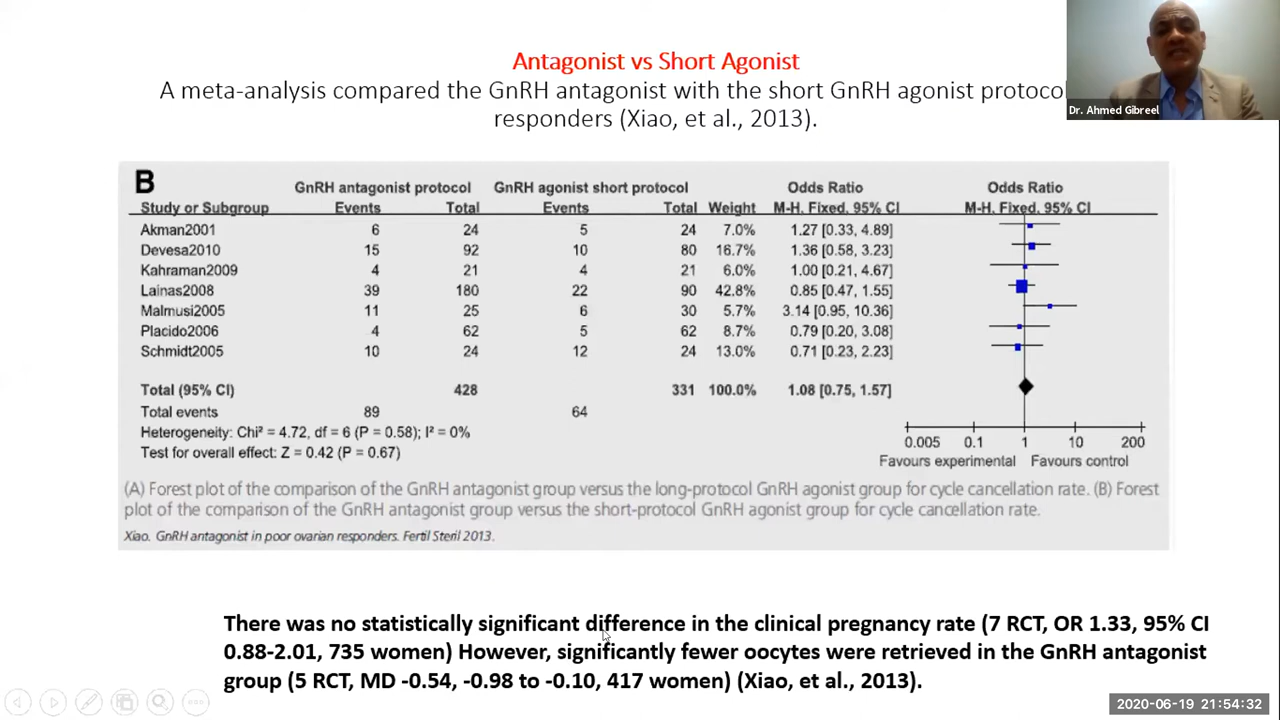 Antagonist vs Short Agonist
A meta-analysis compared the GnRH antagonist with the short GnRH agonist protocol
responders (Xiao, et al., 2013).
Dr. Ahmed Gibreel
B
GnRH antagonist protocol GnRH agonist short protocol Odds Ratio Odds Ratio
Study or Subgroup Events Total Events Total Weight M-H. Fixed. 95% CI M-H. Fixed. 95% CI
Akman2001 6 24 5 24 7.0% 1.27 [0.33, 4.89]
Devesa2010 15 92 10 80 16.7% 1.36 [0.58, 3.23]
Kahraman2009 4 21 4 21 6.0% 1.00 [0.21, 4.67]
Lainas2008 39 180 22 90 42.8% 0.85 [0.47, 1.55]
Malmusi2005 11 25 6 30 5.7% 3.14 [0.95, 10.36]
Placido2006 4 62 5 62 8.7% 0.79 [0.20, 3.08]
Schmidt2005 10 24 12 24 13.0% 0.71 [0.23, 2.23]
Total (95% CI) 428 331 100.0% 1.08 [0.75, 1.57]
Total events 89 64
Heterogeneity: Chi² = 4.72, df = 6 (P = 0.58); I² = 0%
Test for overall effect: Z = 0.42 (P = 0.67)
0.005 0.1 1 10 200
Favours experimental Favours control
(A) Forest plot of the comparison of the GnRH antagonist group versus the long-protocol GnRH agonist group for cycle cancellation rate. (B) Forest
plot of the comparison of the GnRH antagonist group versus the short-protocol GnRH agonist group for cycle cancellation rate.
Xiao. GnRH antagonist in poor ovarian responders. Fertil Steril 2013.
There was no statistically significant difference in the clinical pregnancy rate (7 RCT, OR 1.33, 95% CI
0.88-2.01, 735 women) However, significantly fewer oocytes were retrieved in the GnRH antagonist
group (5 RCT, MD -0.54, -0.98 to -0.10, 417 women) (Xiao, et al., 2013).
2020-06-19 21:54:32